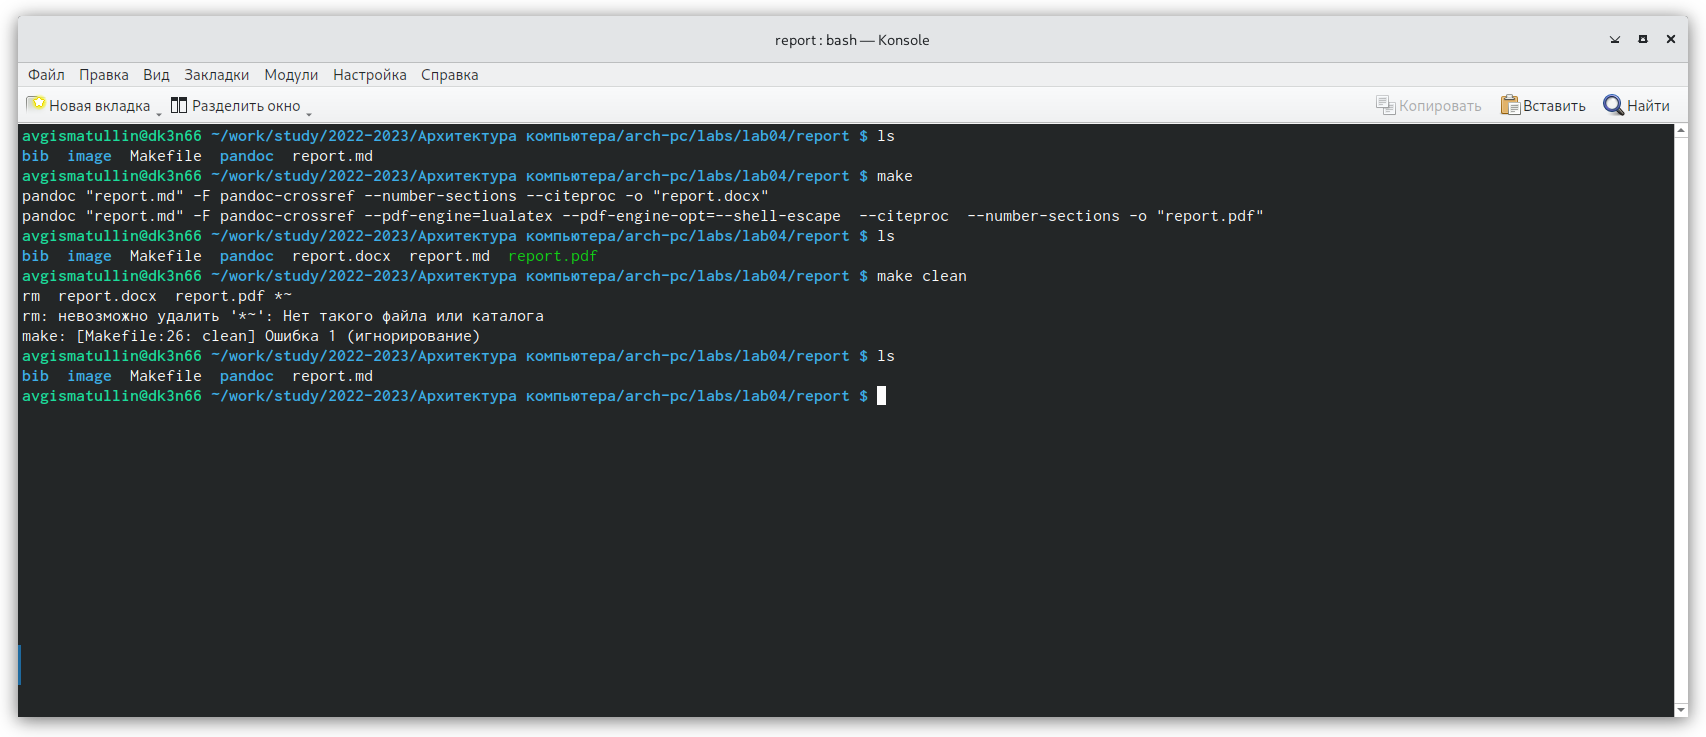 report : bash — Konsole
Файл Правка Вид Закладки Модули Настройка Справка
Новая вкладка Разделить окно Копировать Вставить Найти
avgismatullin@dk3n66 ~/work/study/2022-2023/Архитектура компьютера/arch-pc/labs/lab04/report $ ls
bib  image  Makefile  pandoc  report.md
avgismatullin@dk3n66 ~/work/study/2022-2023/Архитектура компьютера/arch-pc/labs/lab04/report $ make
pandoc "report.md" -F pandoc-crossref --number-sections --citeproc -o "report.docx"
pandoc "report.md" -F pandoc-crossref --pdf-engine=lualatex --pdf-engine-opt=--shell-escape  --citeproc  --number-sections -o "report.pdf"
avgismatullin@dk3n66 ~/work/study/2022-2023/Архитектура компьютера/arch-pc/labs/lab04/report $ ls
bib  image  Makefile  pandoc  report.docx  report.md  report.pdf
avgismatullin@dk3n66 ~/work/study/2022-2023/Архитектура компьютера/arch-pc/labs/lab04/report $ make clean
rm  report.docx  report.pdf *~
rm: невозможно удалить '*~': Нет такого файла или каталога
make: [Makefile:26: clean] Ошибка 1 (игнорирование)
avgismatullin@dk3n66 ~/work/study/2022-2023/Архитектура компьютера/arch-pc/labs/lab04/report $ ls
bib  image  Makefile  pandoc  report.md
avgismatullin@dk3n66 ~/work/study/2022-2023/Архитектура компьютера/arch-pc/labs/lab04/report $